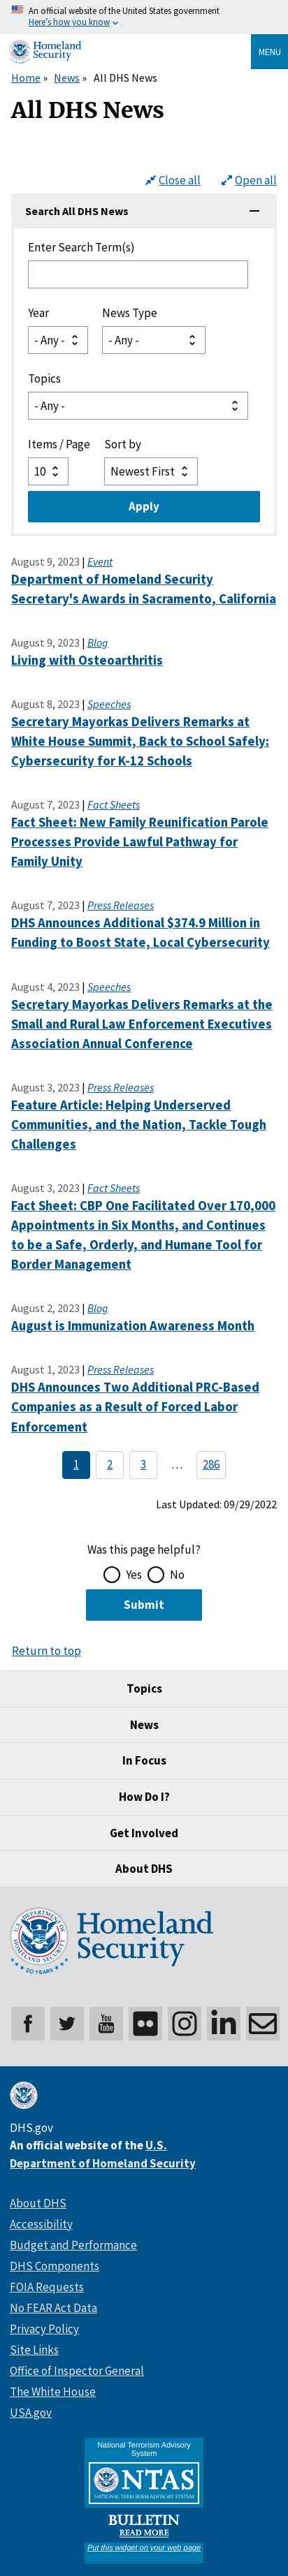 An official website of the United States government
Here's how you know
Homeland
Security
MENU
Home » News » All DHS News
All DHS News
Close all Open all
Search All DHS News
Enter Search Term(s)
Year News Type
- Any - - Any -
Topics
- Any -
Items / Page Sort by
10 Newest First
Apply
August 9, 2023 | Event
Department of Homeland Security
Secretary's Awards in Sacramento, California
August 9, 2023 | Blog
Living with Osteoarthritis
August 8, 2023 | Speeches
Secretary Mayorkas Delivers Remarks at
White House Summit, Back to School Safely:
Cybersecurity for K-12 Schools
August 7, 2023 | Fact Sheets
Fact Sheet: New Family Reunification Parole
Processes Provide Lawful Pathway for
Family Unity
August 7, 2023 | Press Releases
DHS Announces Additional $374.9 Million in
Funding to Boost State, Local Cybersecurity
August 4, 2023 | Speeches
Secretary Mayorkas Delivers Remarks at the
Small and Rural Law Enforcement Executives
Association Annual Conference
August 3, 2023 | Press Releases
Feature Article: Helping Underserved
Communities, and the Nation, Tackle Tough
Challenges
August 3, 2023 | Fact Sheets
Fact Sheet: CBP One Facilitated Over 170,000
Appointments in Six Months, and Continues
to be a Safe, Orderly, and Humane Tool for
Border Management
August 2, 2023 | Blog
August is Immunization Awareness Month
August 1, 2023 | Press Releases
DHS Announces Two Additional PRC-Based
Companies as a Result of Forced Labor
Enforcement
1 2 3 … 286
Last Updated: 09/29/2022
Was this page helpful?
Yes No
Submit
Return to top
Topics
News
In Focus
How Do I?
Get Involved
About DHS
Homeland
Security
20 YEARS
You
Tube
DHS.gov
An official website of the U.S.
Department of Homeland Security
About DHS
Accessibility
Budget and Performance
DHS Components
FOIA Requests
No FEAR Act Data
Privacy Policy
Site Links
Office of Inspector General
The White House
USA.gov
National Terrorism Advisory
System
NTAS
NATIONAL TERRORISM ADVISORY SYSTEM
BULLETIN
READ MORE
Put this widget on your web page